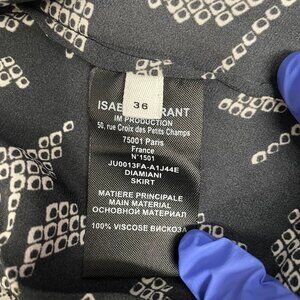 36
ISABEL MARANT
IM PRODUCTION
50, rue Croix des Petits Champs
75001 Paris
France
N°1501
JU0013FA-A1J44E
DIAMIANI
SKIRT
MATIERE PRINCIPALE
MAIN MATERIAL
ОСНОВНОЙ МАТЕРИАЛ
100% VISCOSE ВИСКОЗА